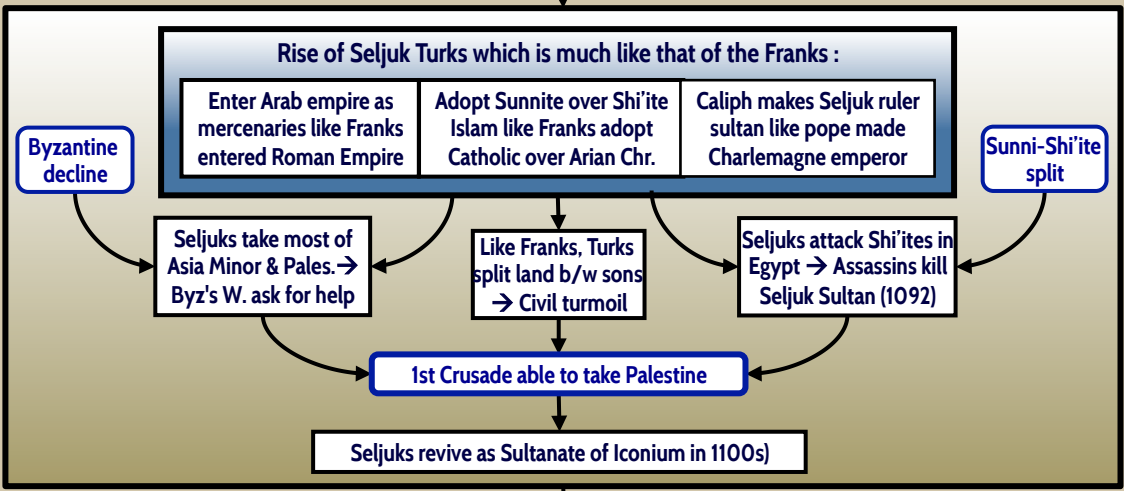 Rise of Seljuk Turks which is much like that of the Franks :
Enter Arab empire as
mercenaries like Franks
entered Roman Empire
Adopt Sunnite over Shi'ite
Islam like Franks adopt
Catholic over Arian Chr.
Caliph makes Seljuk ruler
sultan like pope made
Charlemagne emperor
Byzantine
decline
Sunni-Shi'ite
split
Seljuks take most of
Asia Minor & Pales.→
Byz's W. ask for help
Like Franks, Turks
split land b/w sons
→ Civil turmoil
Seljuks attack Shi'ites in
Egypt → Assassins kill
Seljuk Sultan (1092)
1st Crusade able to take Palestine
Seljuks revive as Sultanate of Iconium in 1100s)